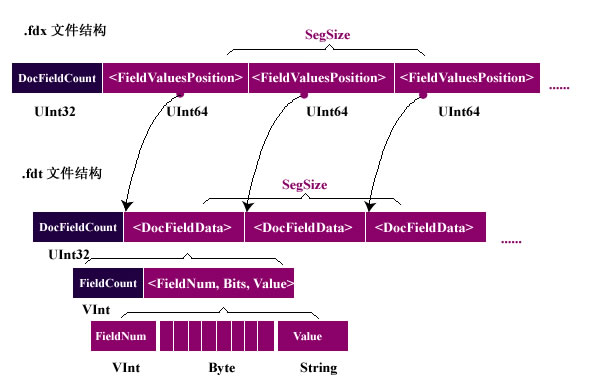 .fdx 文件结构
SegSize
DocFieldCount <FieldValuesPosition> <FieldValuesPosition> <FieldValuesPosition> ......
UInt32 UInt64 UInt64 UInt64
.fdt 文件结构
SegSize
DocFieldCount <DocFieldData> <DocFieldData> <DocFieldData> ......
UInt32
FieldCount <FieldNum, Bits, Value>
VInt
FieldNum Value
VInt Byte String